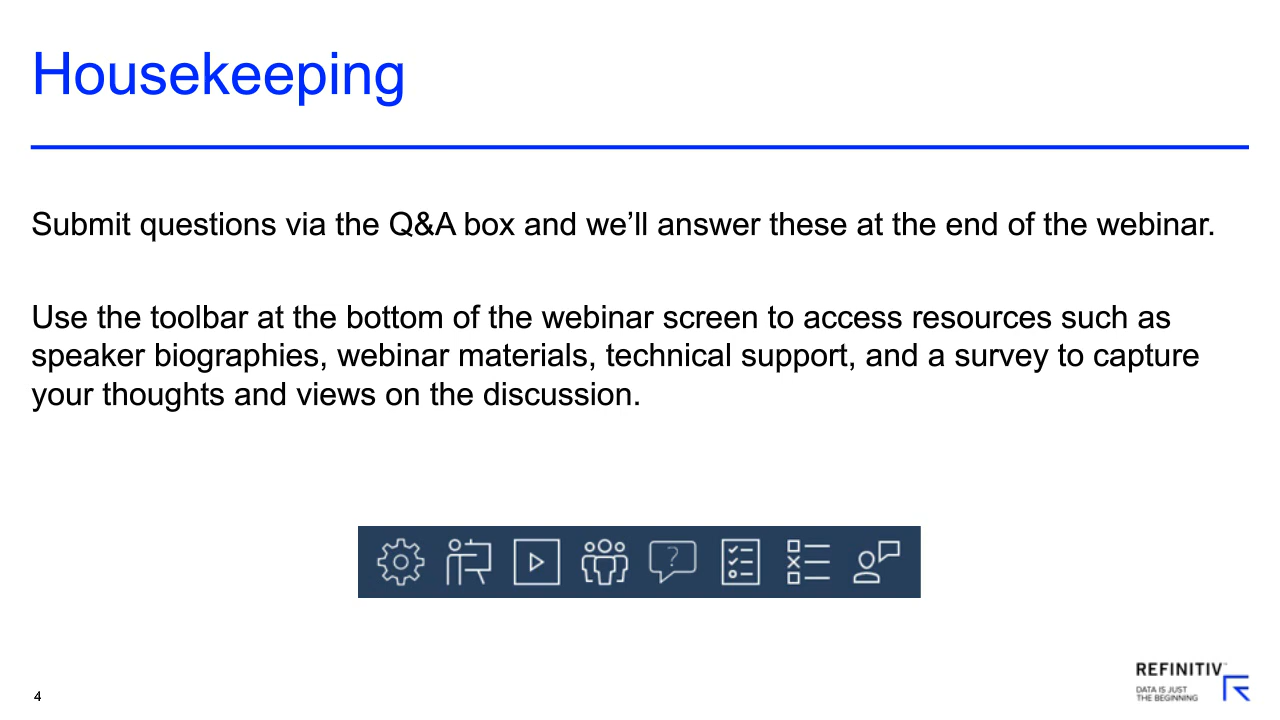 Housekeeping
Submit questions via the Q&A box and we’ll answer these at the end of the webinar.
Use the toolbar at the bottom of the webinar screen to access resources such as
speaker biographies, webinar materials, technical support, and a survey to capture
your thoughts and views on the discussion.
?
4
REFINITIV™
DATA IS JUST
THE BEGINNING